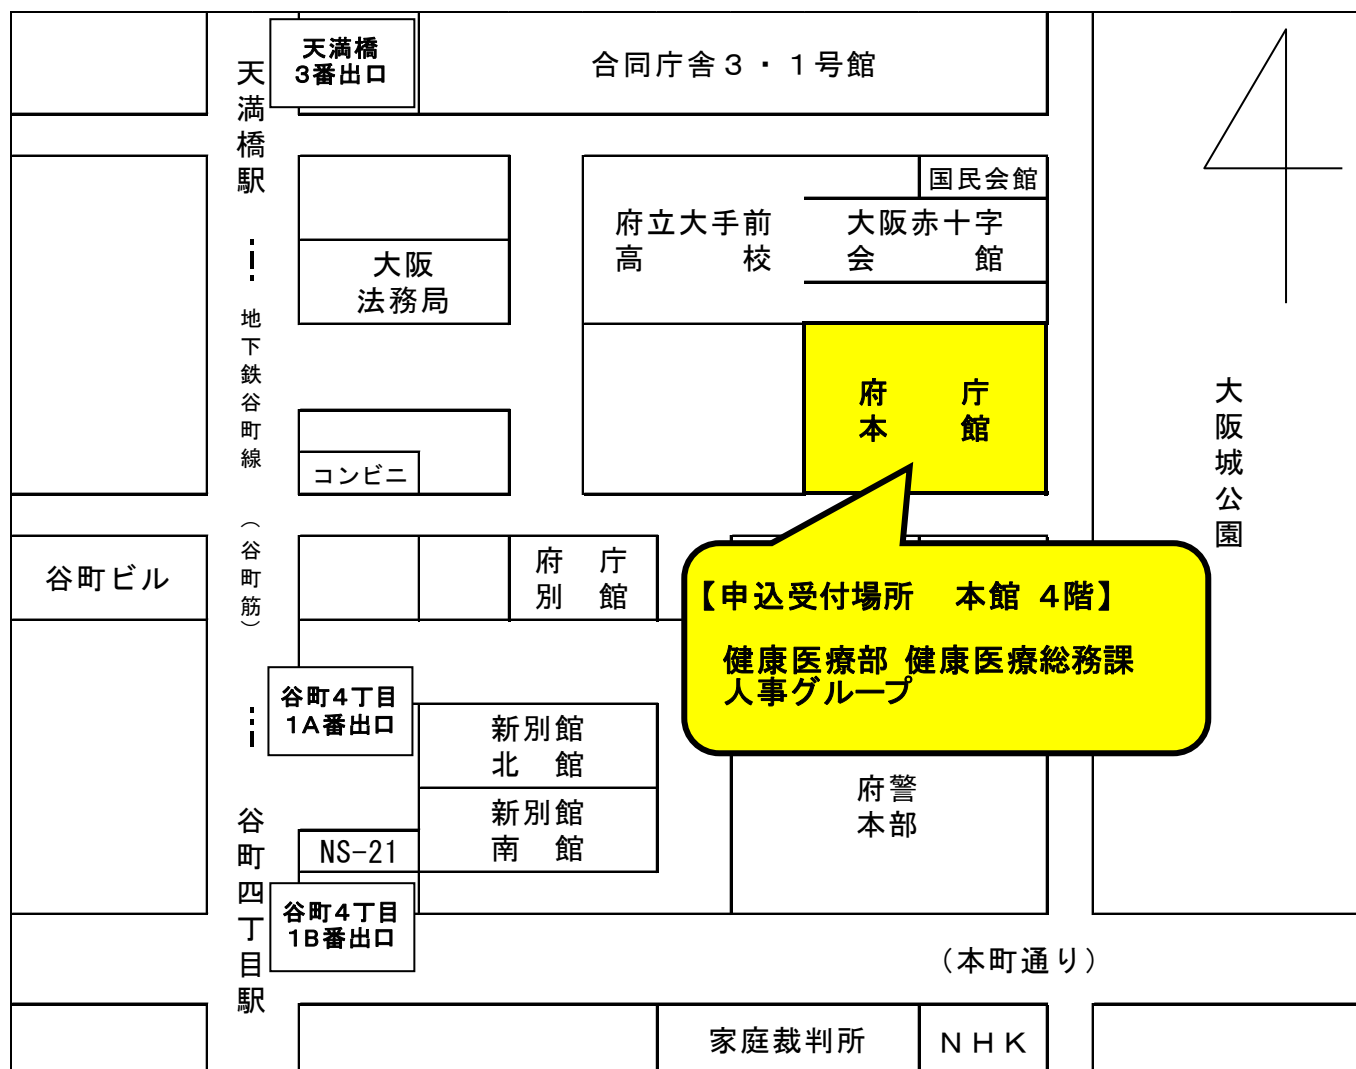 天満橋
3番出口
合同庁舎３・１号館
天満橋駅
国民会館
府立大手前
高　　　校
大阪赤十字
会　　　館
大阪
法務局
地下鉄谷町線
（谷町筋）
府　　庁
本　　館
大阪城公園
コンビニ
谷町ビル
府　庁
別　館
【申込受付場所　本館 4階】
健康医療部 健康医療総務課
人事グループ
谷町4丁目
1A番出口
新別館
北　館
府警
本部
新別館
南　館
NS-21
谷町四丁目駅
谷町4丁目
1B番出口
（本町通り）
家庭裁判所
ＮＨＫ